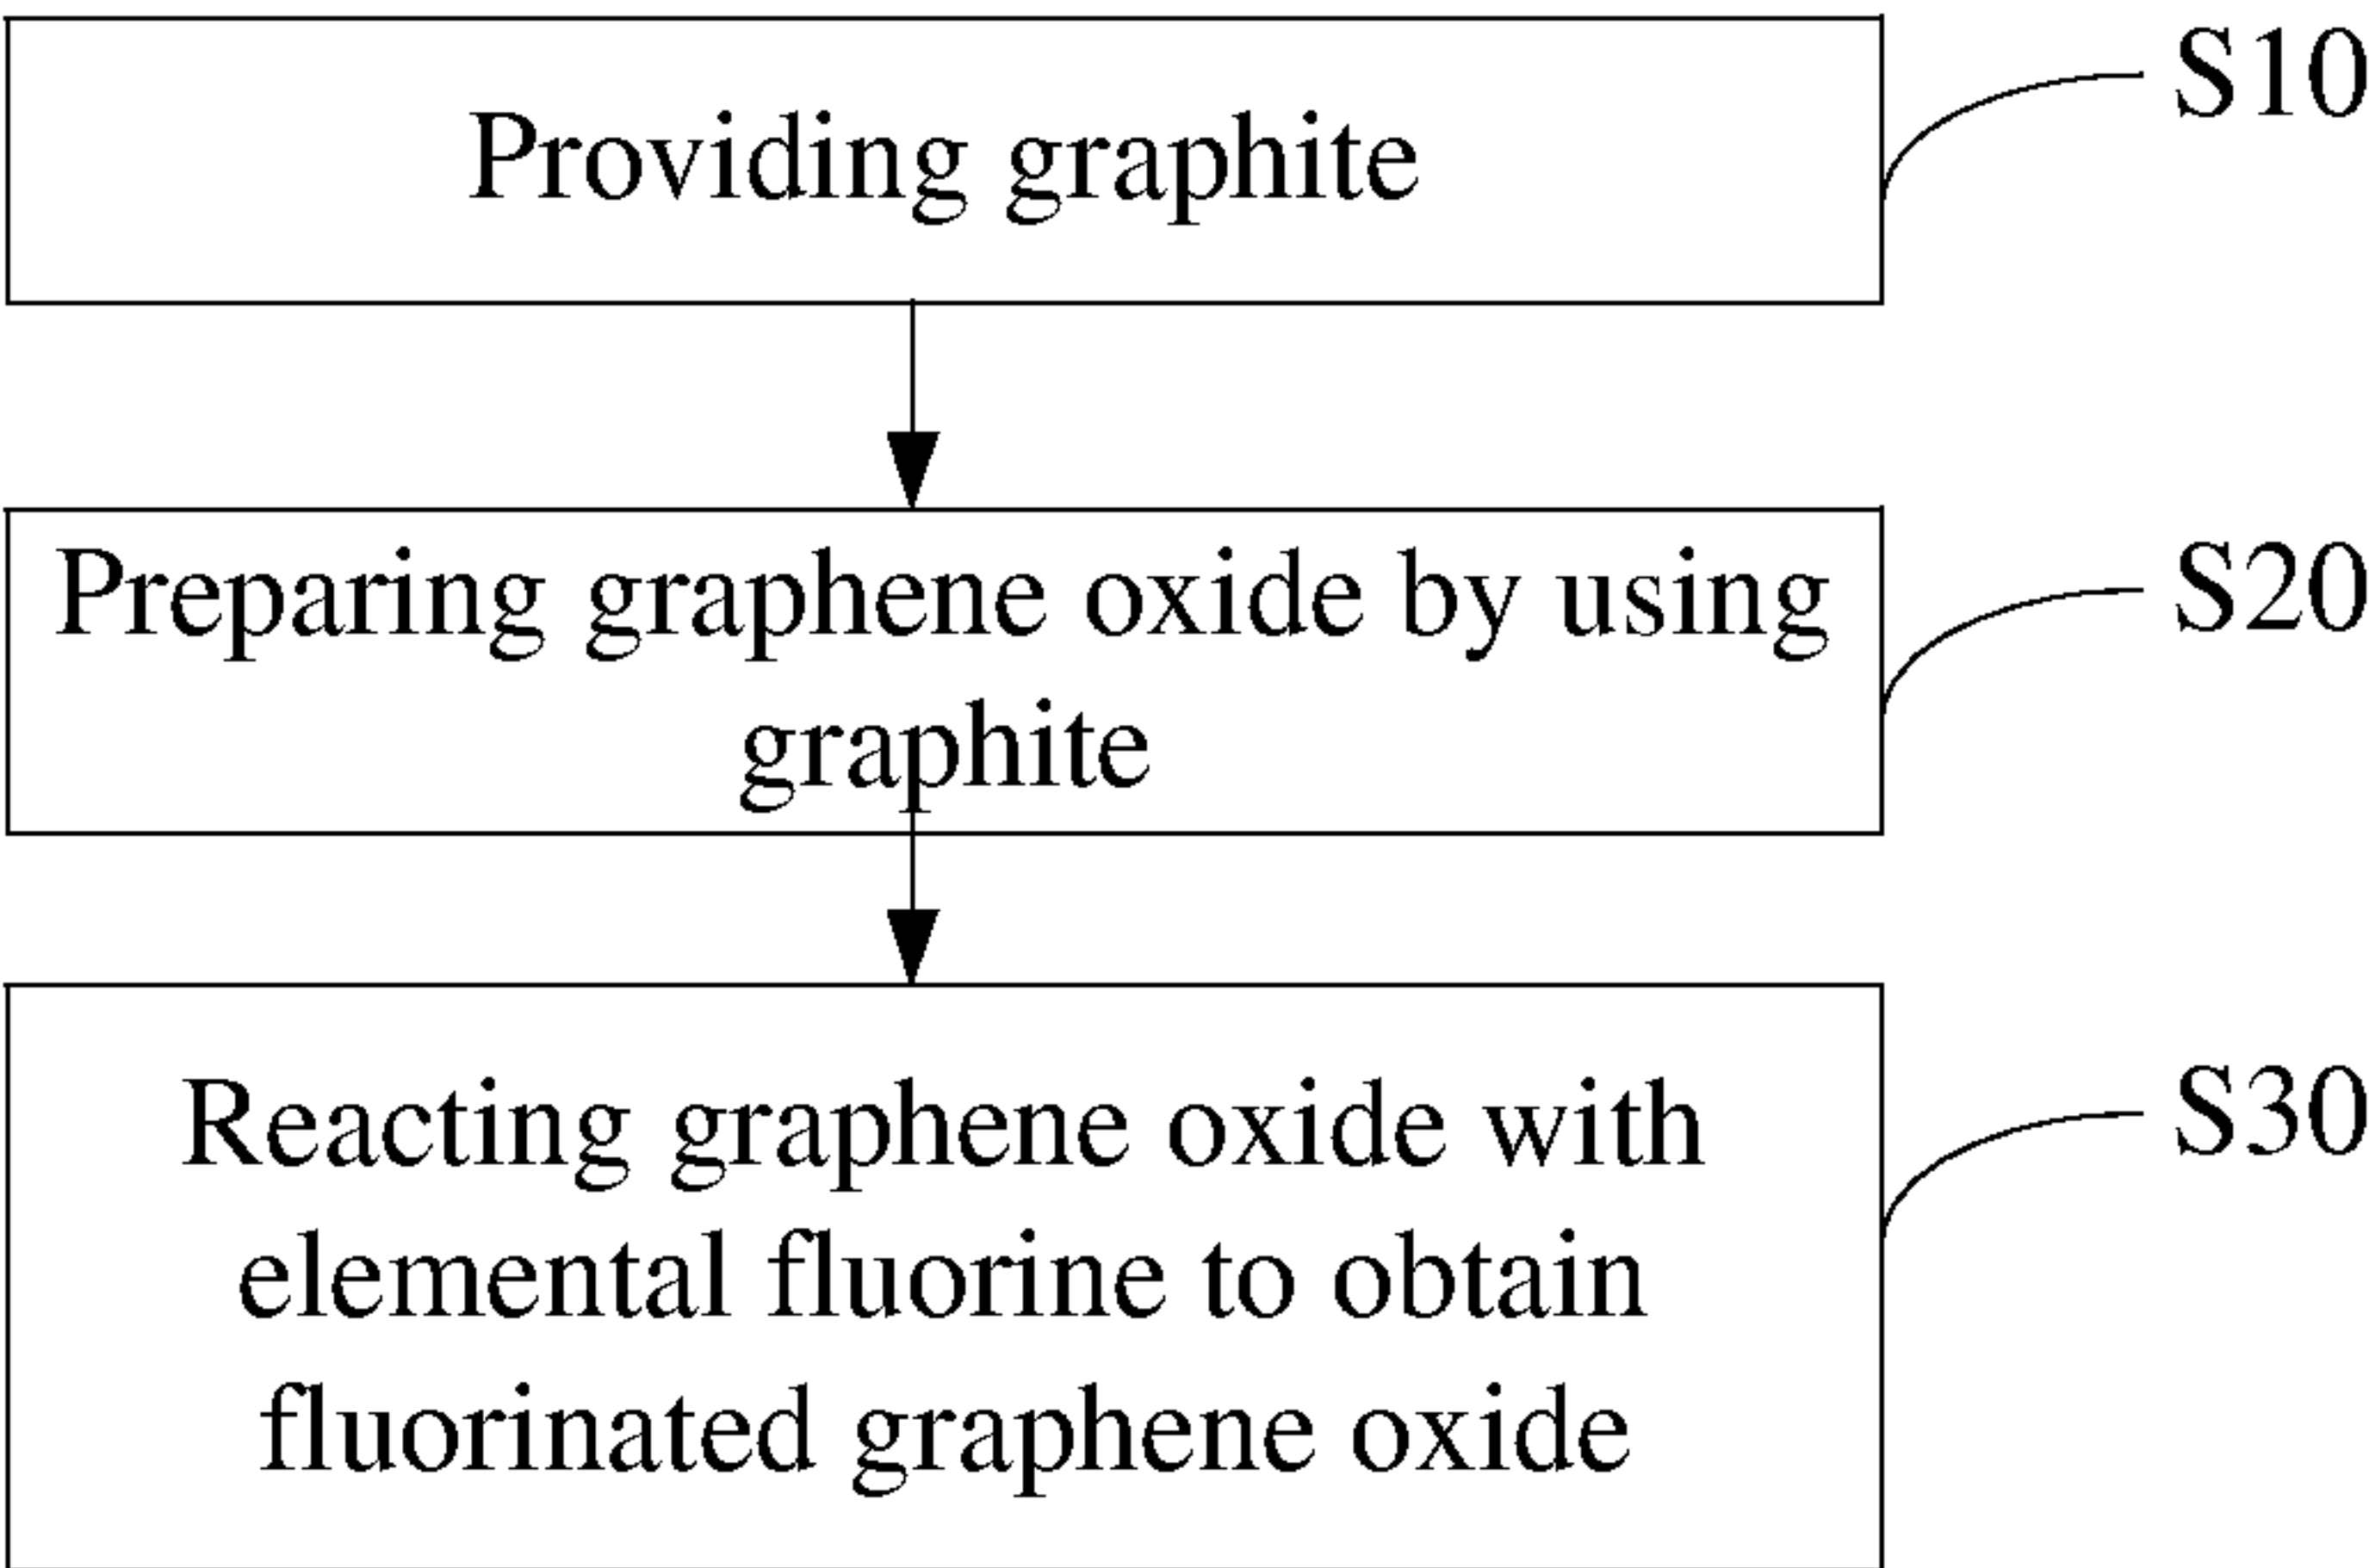 Providing graphite
S10
Preparing graphene oxide by using
graphite
S20
Reacting graphene oxide with
elemental fluorine to obtain
fluorinated graphene oxide
S30